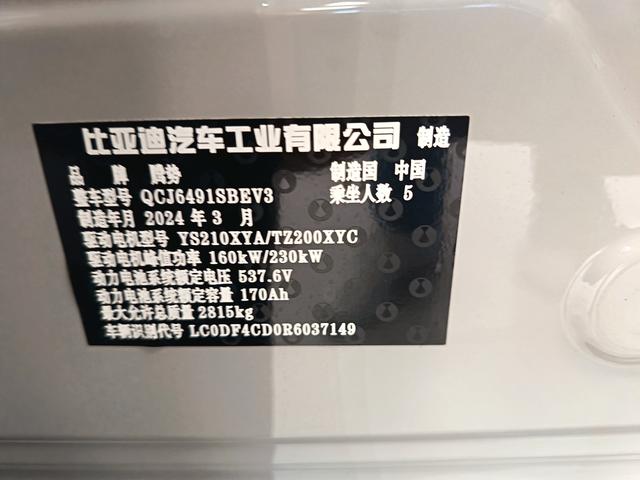 比亚迪汽车工业有限公司 制造
品 牌 腾势 制造国 中国
整车型号 QCJ6491SBEV3 乘坐人数 5
制造年月 2024 年 3 月
驱动电机型号 YS210XYA/TZ200XYC
驱动电机峰值功率 160kW/230kW
动力电池系统额定电压 537.6V
动力电池系统额定容量 170Ah
最大允许总质量 2815kg
车辆识别代号 LC0DF4CD0R6037149